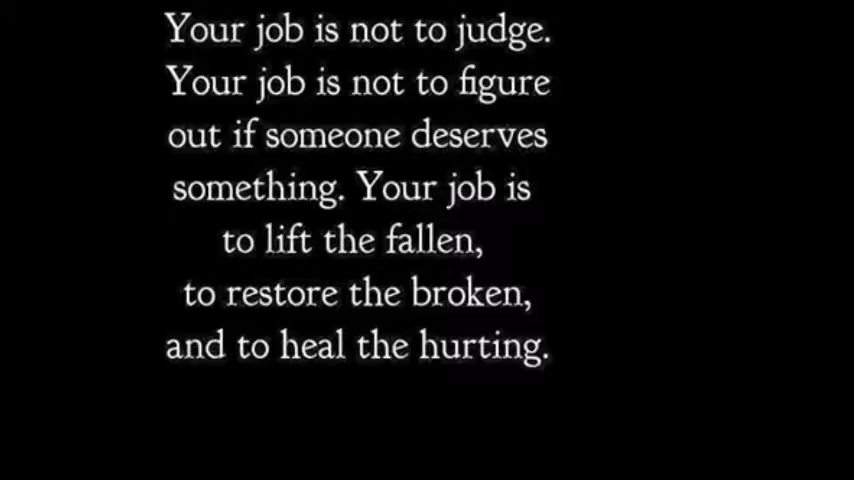 Your job is not to judge.
Your job is not to figure
out if someone deserves
something. Your job is
to lift the fallen,
to restore the broken,
and to heal the hurting.